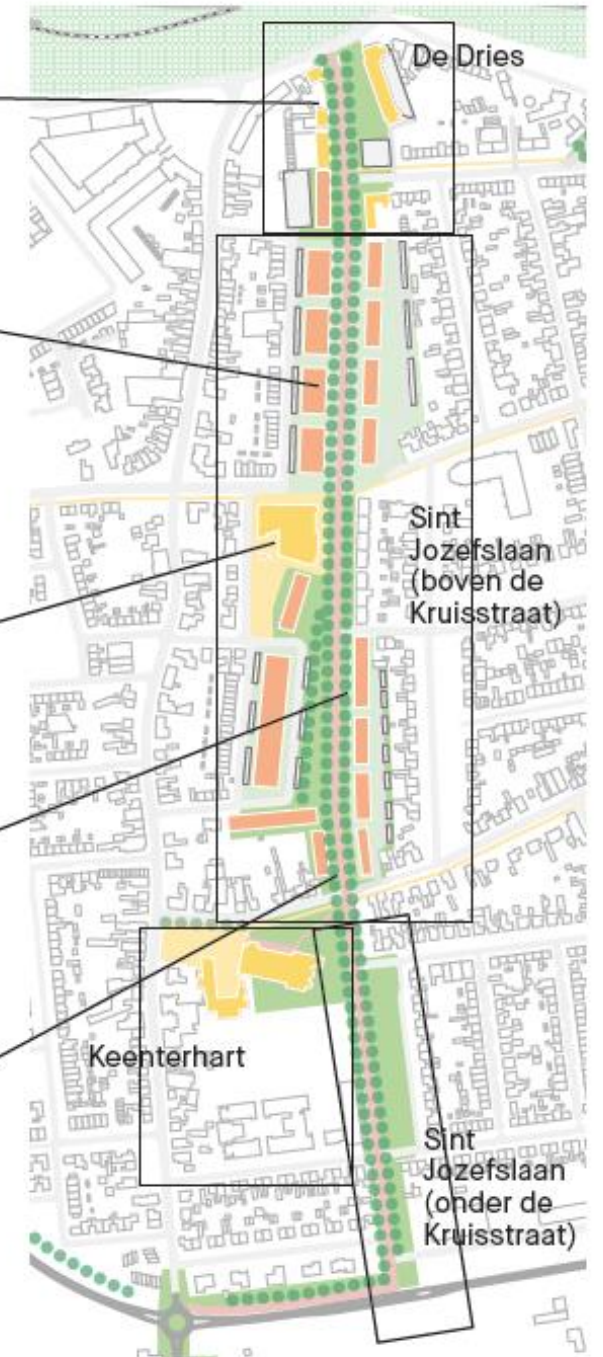 De Dries
Sint
Jozefslaan
(boven de
Kruisstraat)
Keenterhart
Sint
Jozefslaan
(onder de
Kruisstraat)